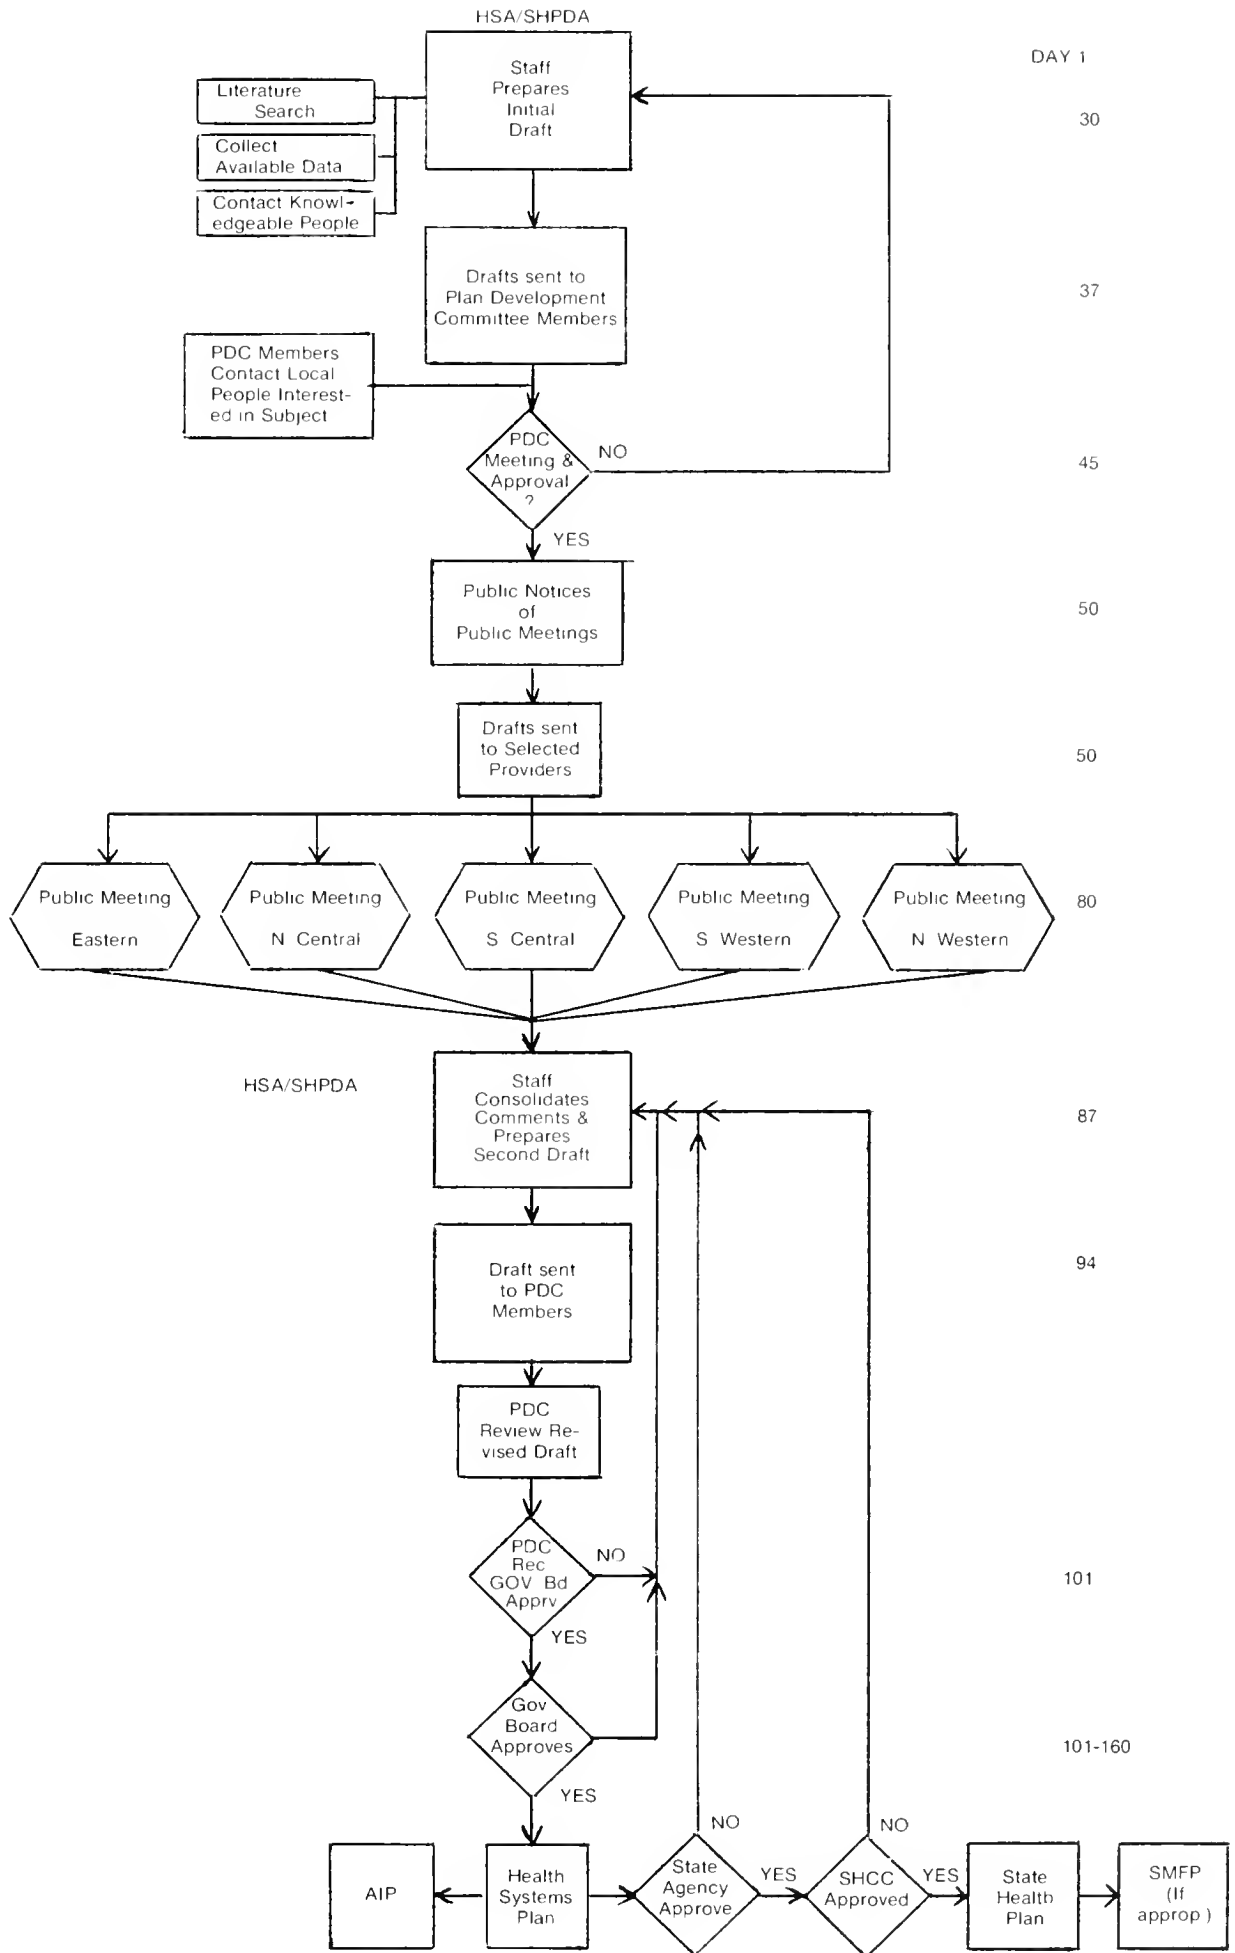 HSA/SHPDA
DAY 1
Staff
Prepares
Initial
Draft
30
Literature
Search
Collect
Available Data
Contact Knowl-
edgeable People
Drafts sent to
Plan Development
Committee Members
37
PDC Members
Contact Local
People Interest-
ed in Subject
PDC
Meeting &
Approval
?
NO
45
YES
Public Notices
of
Public Meetings
50
Drafts sent
to Selected
Providers
50
Public Meeting
Eastern
Public Meeting
N Central
Public Meeting
S Central
Public Meeting
S Western
Public Meeting
N Western
80
HSA/SHPDA
Staff
Consolidates
Comments &
Prepares
Second Draft
87
Draft sent
to PDC
Members
94
PDC
Review Re-
vised Draft
PDC
Rec
GOV Bd
Apprv
NO
101
YES
Gov
Board
Approves
101-160
YES
AIP
Health
Systems
Plan
State
Agency
Approve
NO
YES
SHCC
Approved
NO
YES
State
Health
Plan
SMFP
(If
approp )